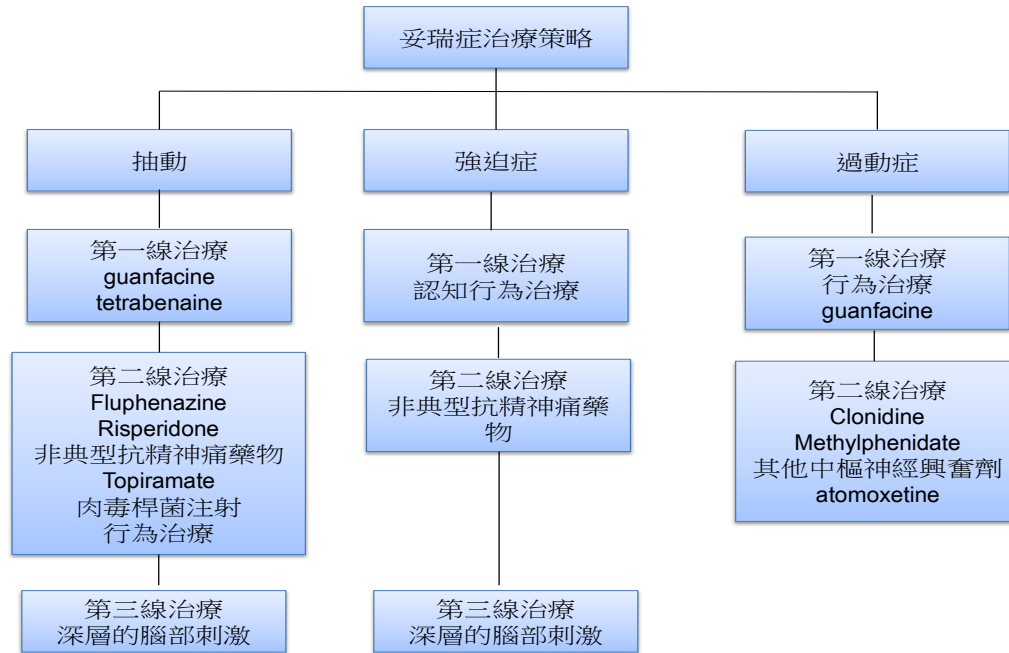 妥瑞症治療策略
抽動
強迫症
過動症
第一線治療
guanfacine
tetrabenaine
第一線治療
認知行為治療
第一線治療
行為治療
guanfacine
第二線治療
Fluphenazine
Risperidone
非典型抗精神痛藥物
Topiramate
肉毒桿菌注射
行為治療
第二線治療
非典型抗精神痛藥
物
第二線治療
Clonidine
Methylphenidate
其他中樞神經興奮劑
atomoxetine
第三線治療
深層的腦部刺激
第三線治療
深層的腦部刺激